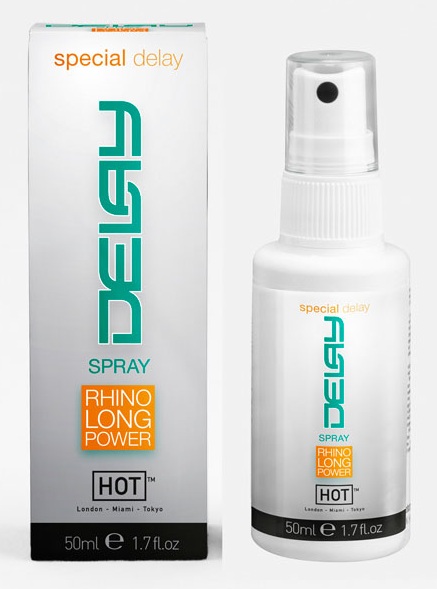 special delay
DELAY
SPRAY
RHINO
LONG
POWER
HOT™
London - Miami - Tokyo
50ml ℮ 1.7fl.oz
special delay
DELAY
SPRAY
RHINO
LONG
POWER
HOT™
London - Miami - Tokyo
50ml ℮ 1.7fl.oz